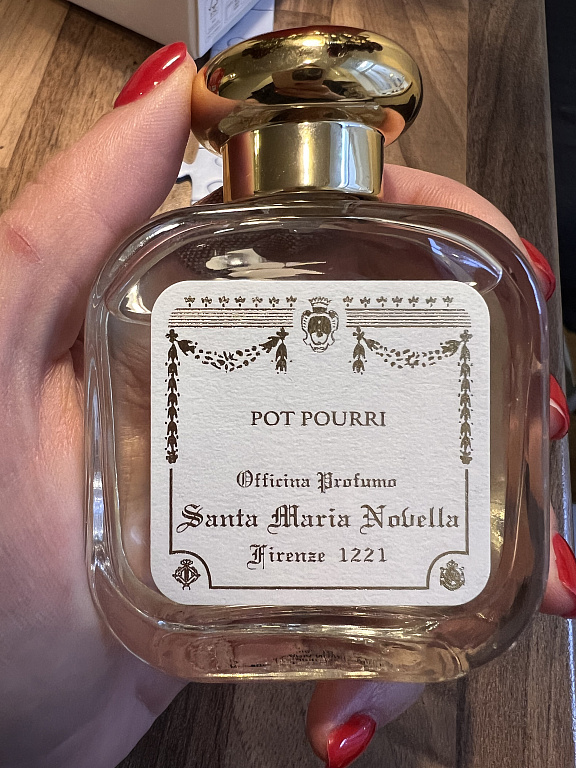 POT POURRI
Officina Profumo
Santa Maria Novella
Firenze 1221